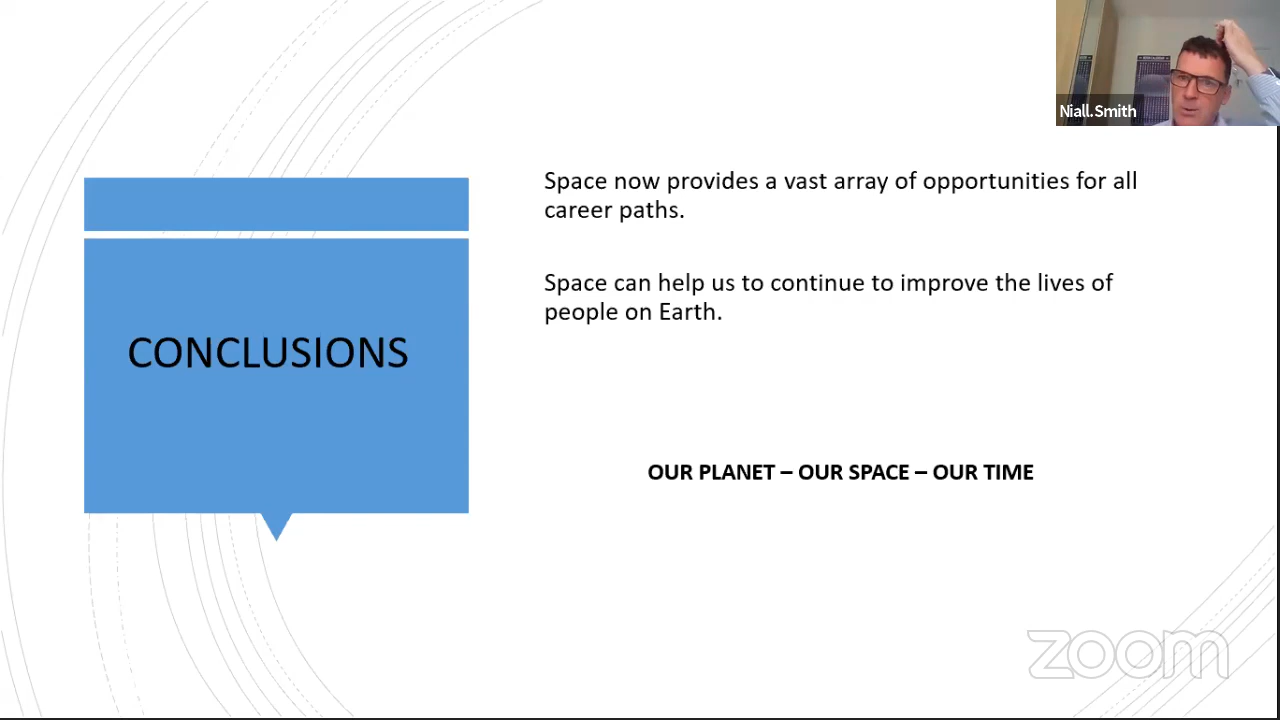 Niall.Smith
Space now provides a vast array of opportunities for all
career paths.
Space can help us to continue to improve the lives of
people on Earth.
CONCLUSIONS
OUR PLANET – OUR SPACE – OUR TIME
zoom